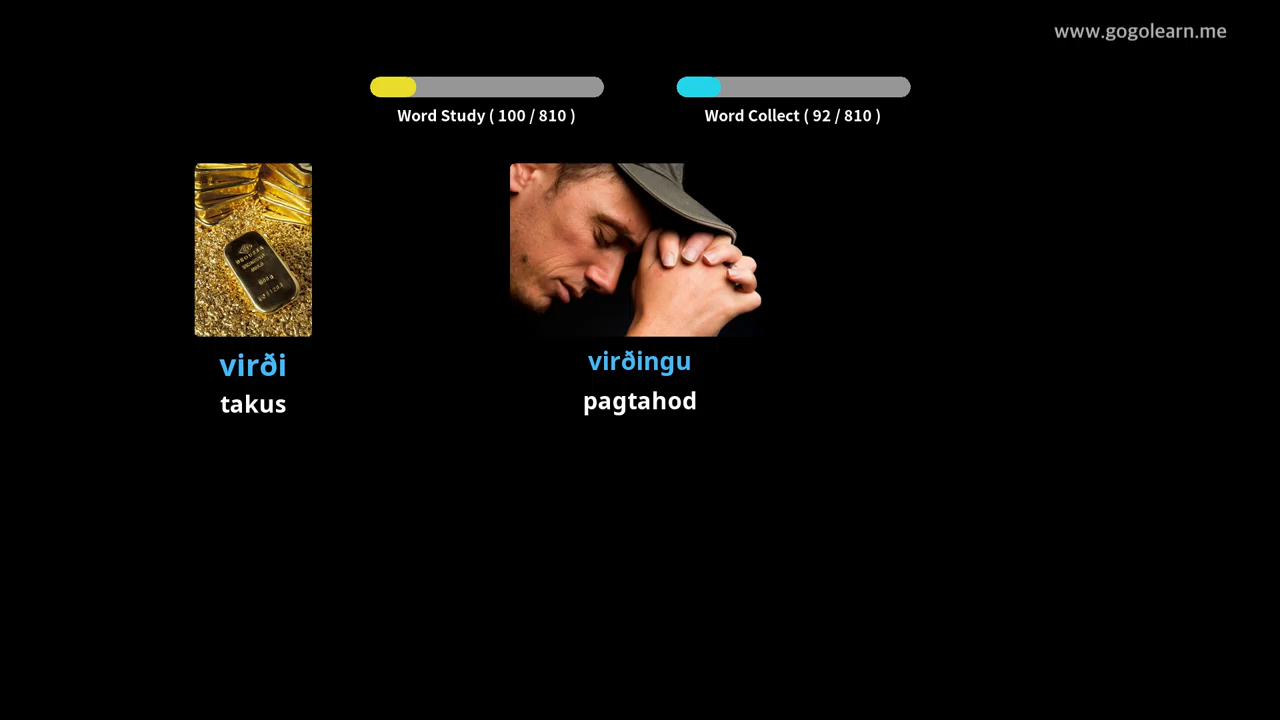 www.gogolearn.me
Word Study ( 100 / 810 )
Word Collect ( 92 / 810 )
virði
takus
virðingu
pagtahod